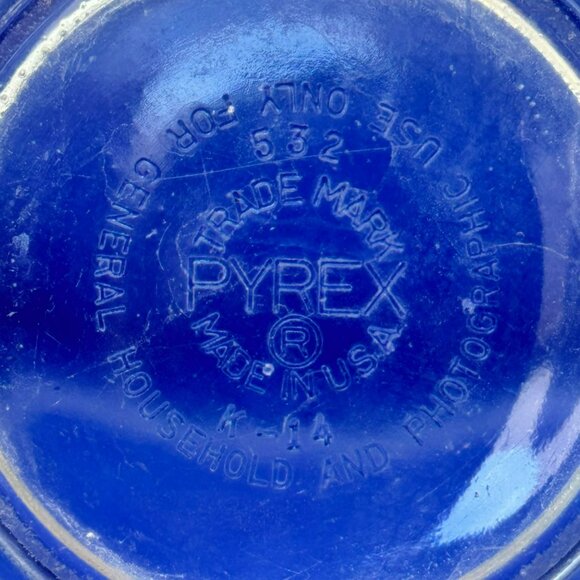 532
TRADE MARK
PYREX
®
MADE IN U.S.A.
K-14
USE ONLY FOR GENERAL HOUSEHOLD AND PHOTOGRAPHIC